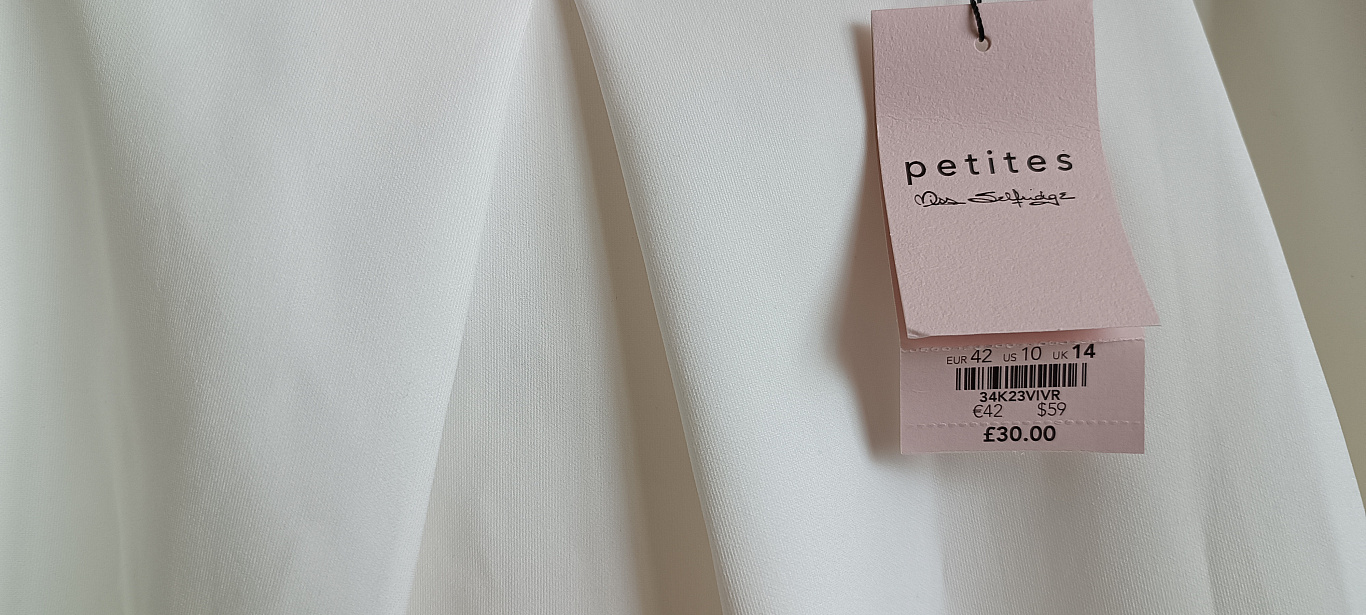 petites
Miss Selfridge
EUR 42 US 10 UK 14
34K23VIVR
€42 $59
£30.00